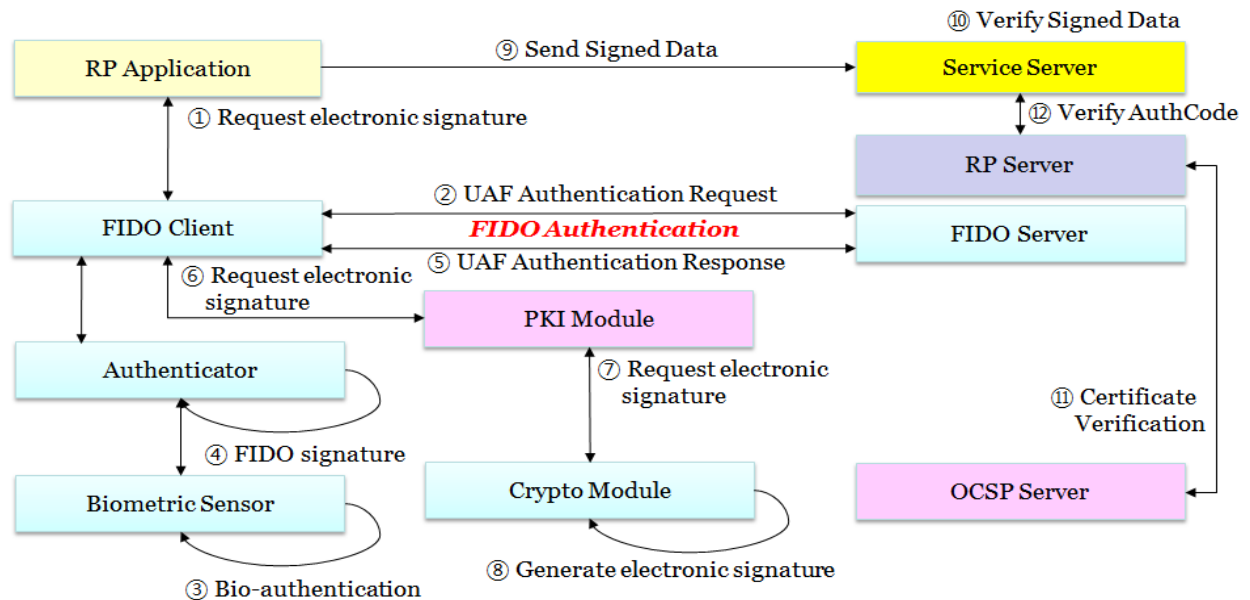 ⑩ Verify Signed Data
⑨ Send Signed Data
RP Application
Service Server
① Request electronic signature
⑫ Verify AuthCode
RP Server
② UAF Authentication Request
FIDO Client
FIDO Authentication
FIDO Server
⑤ UAF Authentication Response
⑥ Request electronic
signature
PKI Module
Authenticator
⑦ Request electronic
signature
⑪ Certificate
Verification
④ FIDO signature
Biometric Sensor
Crypto Module
OCSP Server
③ Bio-authentication
⑧ Generate electronic signature